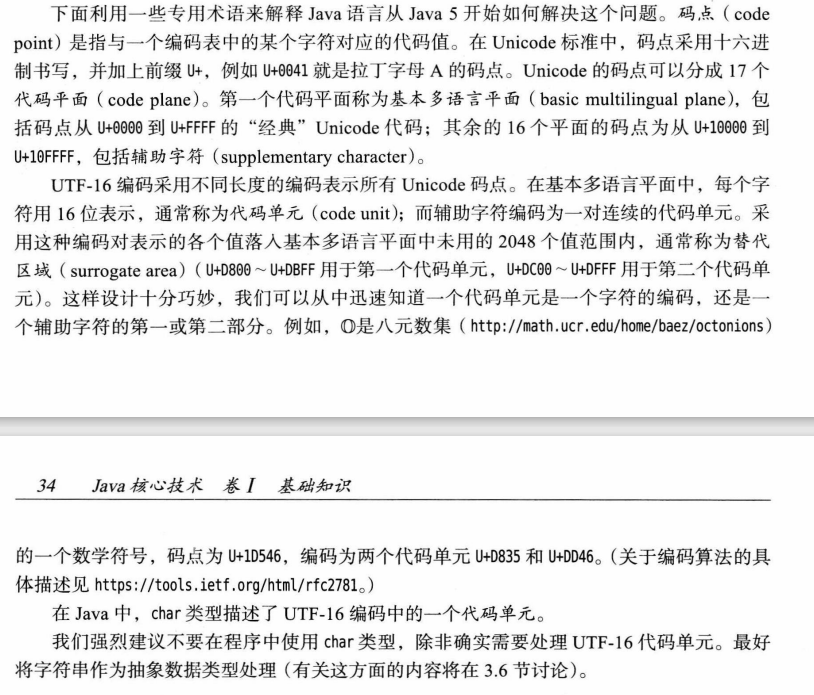 下面利用一些专用术语来解释 Java 语言从 Java 5 开始如何解决这个问题。码点（code
point）是指与一个编码表中的某个字符对应的代码值。在 Unicode 标准中，码点采用十六进
制书写，并加上前缀 U+，例如 U+0041 就是拉丁字母 A 的码点。Unicode 的码点可以分成 17 个
代码平面（code plane）。第一个代码平面称为基本多语言平面（basic multilingual plane），包
括码点从 U+0000 到 U+FFFF 的“经典”Unicode 代码；其余的 16 个平面的码点为从 U+10000 到
U+10FFFF，包括辅助字符（supplementary character）。
UTF-16 编码采用不同长度的编码表示所有 Unicode 码点。在基本多语言平面中，每个字
符用 16 位表示，通常称为代码单元（code unit）；而辅助字符编码为一对连续的代码单元。采
用这种编码对表示的各个值落入基本多语言平面中未用的 2048 个值范围内，通常称为替代
区域（surrogate area）（U+D800 ~ U+DBFF 用于第一个代码单元，U+DC00 ~ U+DFFF 用于第二个代码单
元）。这样设计十分巧妙，我们可以从中迅速知道一个代码单元是一个字符的编码，还是一
个辅助字符的第一或第二部分。例如，𝕆是八元数集（http://math.ucr.edu/home/baez/octonions）
34 Java 核心技术 卷 I 基础知识
的一个数学符号，码点为 U+1D546，编码为两个代码单元 U+D835 和 U+DD46。（关于编码算法的具
体描述见 https://tools.ietf.org/html/rfc2781。）
在 Java 中，char 类型描述了 UTF-16 编码中的一个代码单元。
我们强烈建议不要在程序中使用 char 类型，除非确实需要处理 UTF-16 代码单元。最好
将字符串作为抽象数据类型处理（有关这方面的内容将在 3.6 节讨论）。